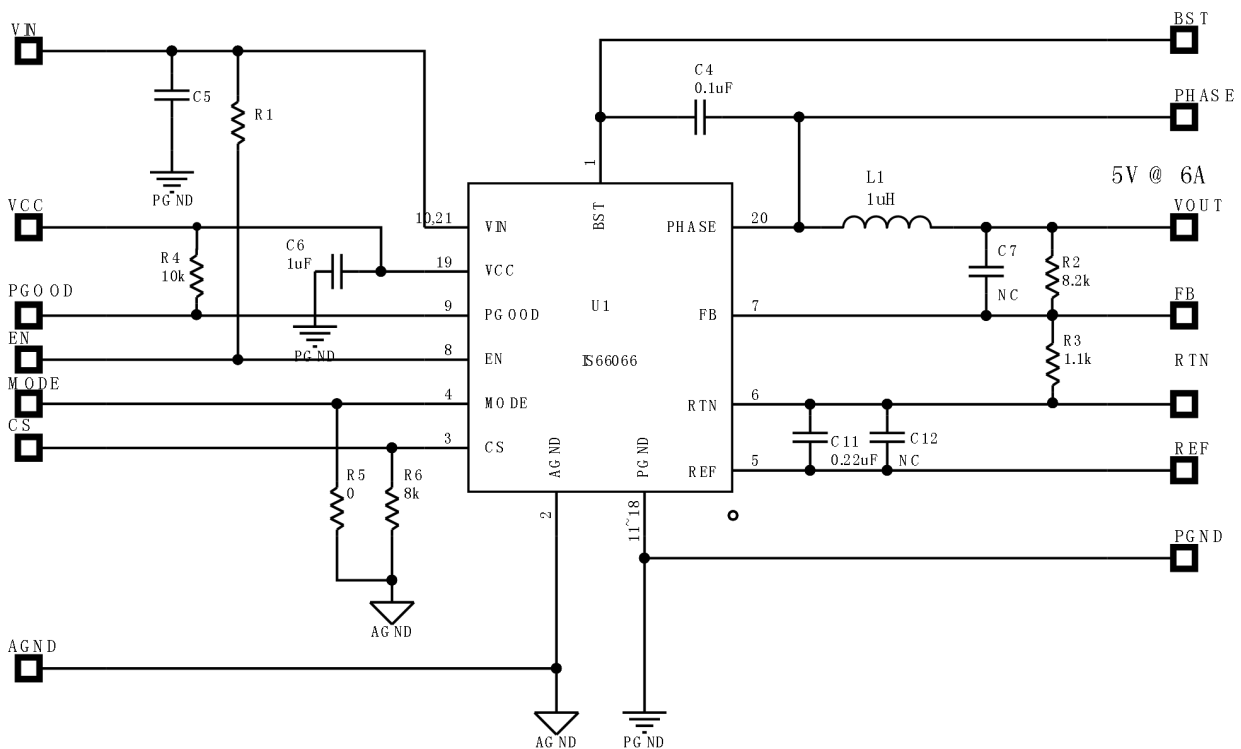 VIN
BST
C4
0.1uF
PHASE
C5
R1
1
5V @ 6A
PGND
L1
1uH
VCC
VOUT
10,21
VIN
BST
PHASE
20
C6
1uF
C7
R4
10k
19
VCC
R2
8.2k
PGOOD
NC
FB
9
PGOOD
U1
FB
7
EN
R3
1.1k
RTN
PGND
8
EN
IS66066
MODE
4
MODE
RTN
6
CS
3
CS
AGND
PGND
C11
0.22uF
C12
NC
REF
REF
5
R5
0
R6
8k
2
11~18
PGND
AGND
AGND
AGND
PGND